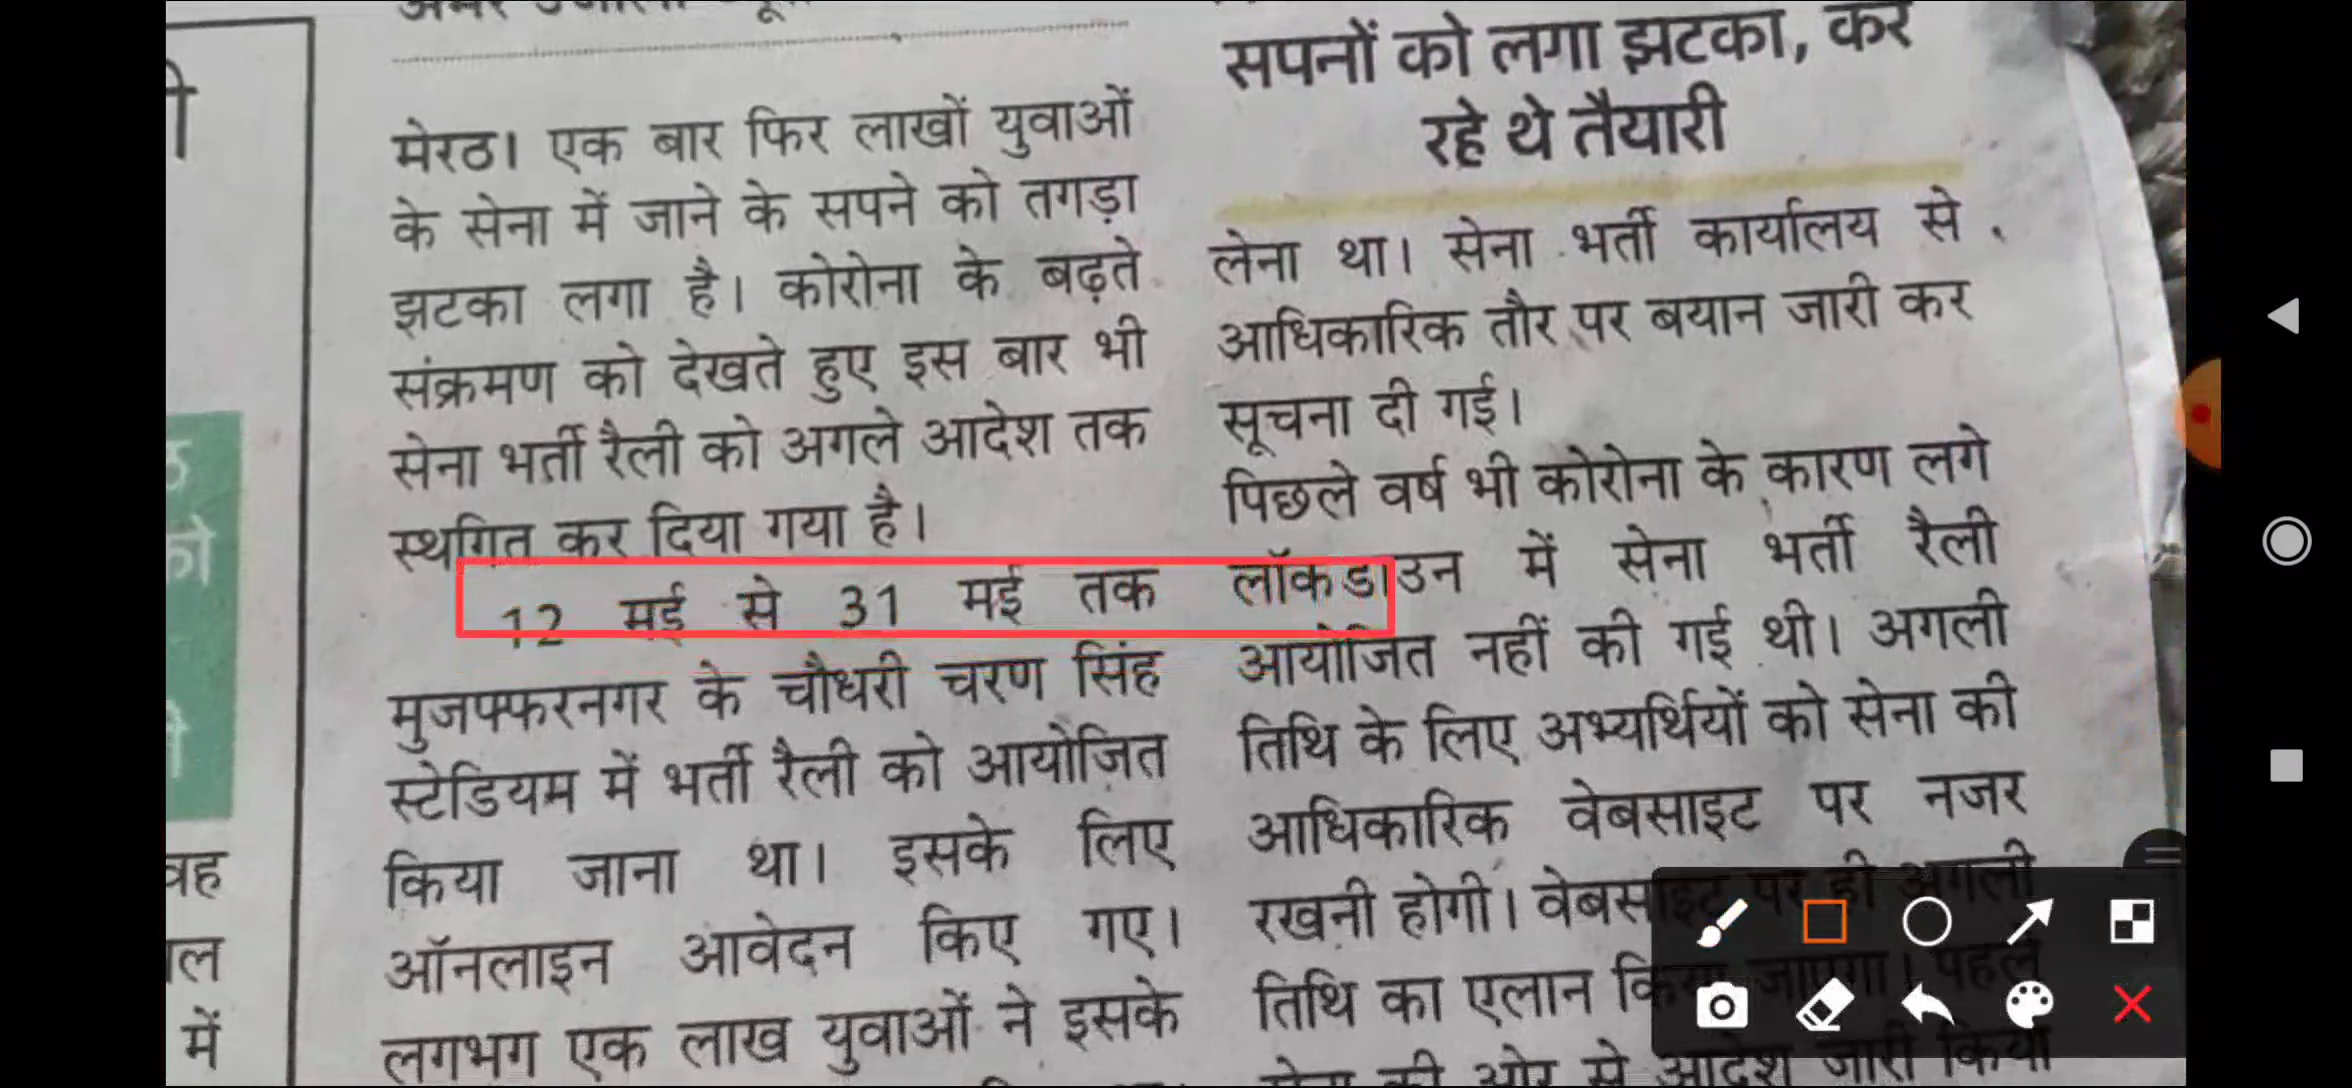 मेरठ। एक बार फिर लाखों युवाओं
के सेना में जाने के सपने को तगड़ा
झटका लगा है। कोरोना के बढ़ते
संक्रमण को देखते हुए इस बार भी
सेना भर्ती रैली को अगले आदेश तक
स्थगित कर दिया गया है।
12 मई से 31 मई तक
मुजफ्फरनगर के चौधरी चरण सिंह
स्टेडियम में भर्ती रैली को आयोजित
किया जाना था। इसके लिए
ऑनलाइन आवेदन किए गए।
लगभग एक लाख युवाओं ने इसके
सपनों को लगा झटका, कर
रहे थे तैयारी
लेना था। सेना भर्ती कार्यालय से
आधिकारिक तौर पर बयान जारी कर
सूचना दी गई।
पिछले वर्ष भी कोरोना के कारण लगे
लॉकडाउन में सेना भर्ती रैली
आयोजित नहीं की गई थी। अगली
तिथि के लिए अभ्यर्थियों को सेना की
आधिकारिक वेबसाइट पर नजर
रखनी होगी। वेबसाइट पर ही अगली
तिथि का एलान किया जाएगा। पहले
की ओर से आदेश जारी किया
को
में